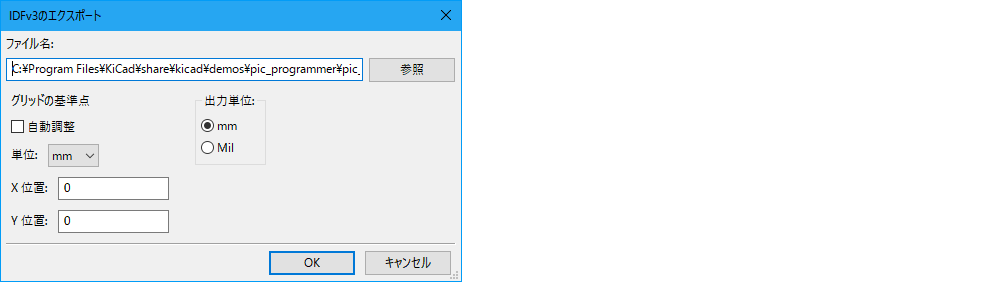 IDFv3のエクスポート
ファイル名:
C:¥Program Files¥KiCad¥share¥kicad¥demos¥pic_programmer¥pic_ 参照
グリッドの基準点 出力単位:
自動調整 mm
単位: mm Mil
X 位置: 0
Y 位置: 0
OK キャンセル